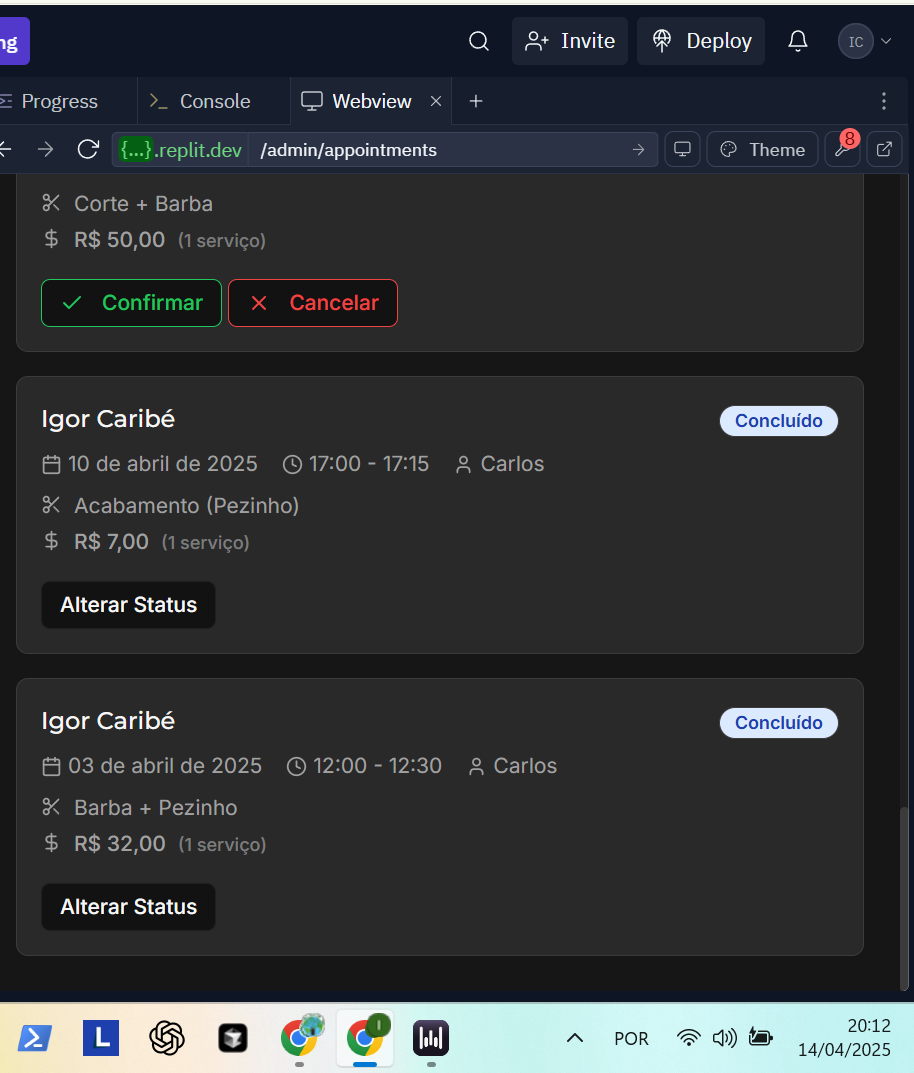 ng
Invite
Deploy
IC
Progress
Console
Webview
{...}.replit.dev
/admin/appointments
Theme
8
Corte + Barba
R$ 50,00 (1 serviço)
Confirmar
Cancelar
Igor Caribé
Concluído
10 de abril de 2025
17:00 - 17:15
Carlos
Acabamento (Pezinho)
R$ 7,00 (1 serviço)
Alterar Status
Igor Caribé
Concluído
03 de abril de 2025
12:00 - 12:30
Carlos
Barba + Pezinho
R$ 32,00 (1 serviço)
Alterar Status
L
I
POR
20:12
14/04/2025